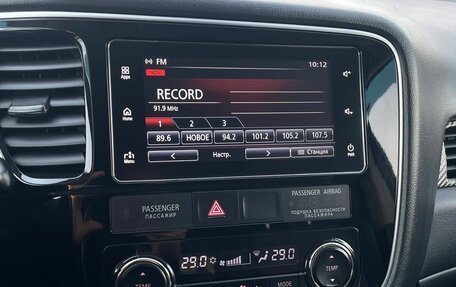 FM
10:12
Apps
RECORD
91.9 MHz
Home
1 2 3
89.6 НОВОЕ 94.2 101.2 105.2 107.5
Menu
Настр.
Станция
PWR
PASSENGER
ПАССАЖИР
PASSENGER AIRBAG
ПОДУШКА БЕЗОПАСНОСТИ
ПАССАЖИРА
29.0 29.0
TEMP
MODE
TEMP